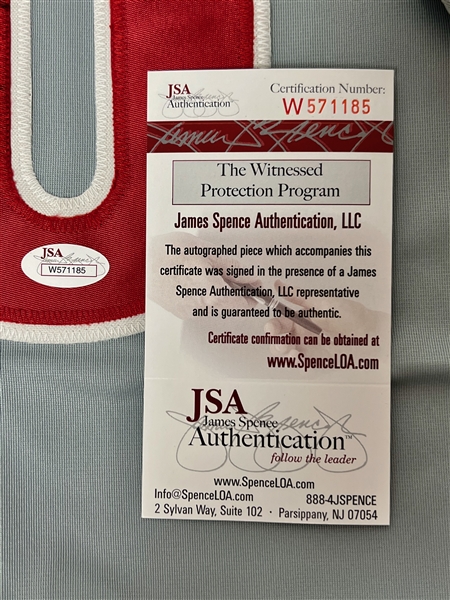 JSA
James Spence
Authentication
Certification Number:
W571185
James Spence
The Witnessed
Protection Program
James Spence Authentication, LLC
The autographed piece which accompanies this
certificate was signed in the presence of a James
Spence Authentication, LLC representative
and is guaranteed to be authentic.
Certificate confirmation can be obtained at
www.SpenceLOA.com
JSA
W571185
JSA
James Spence
Authentication™
follow the leader
SpenceLOA.com
Info@SpenceLOA.com
888-4JSPENCE
2 Sylvan Way, Suite 102 · Parsippany, NJ 07054